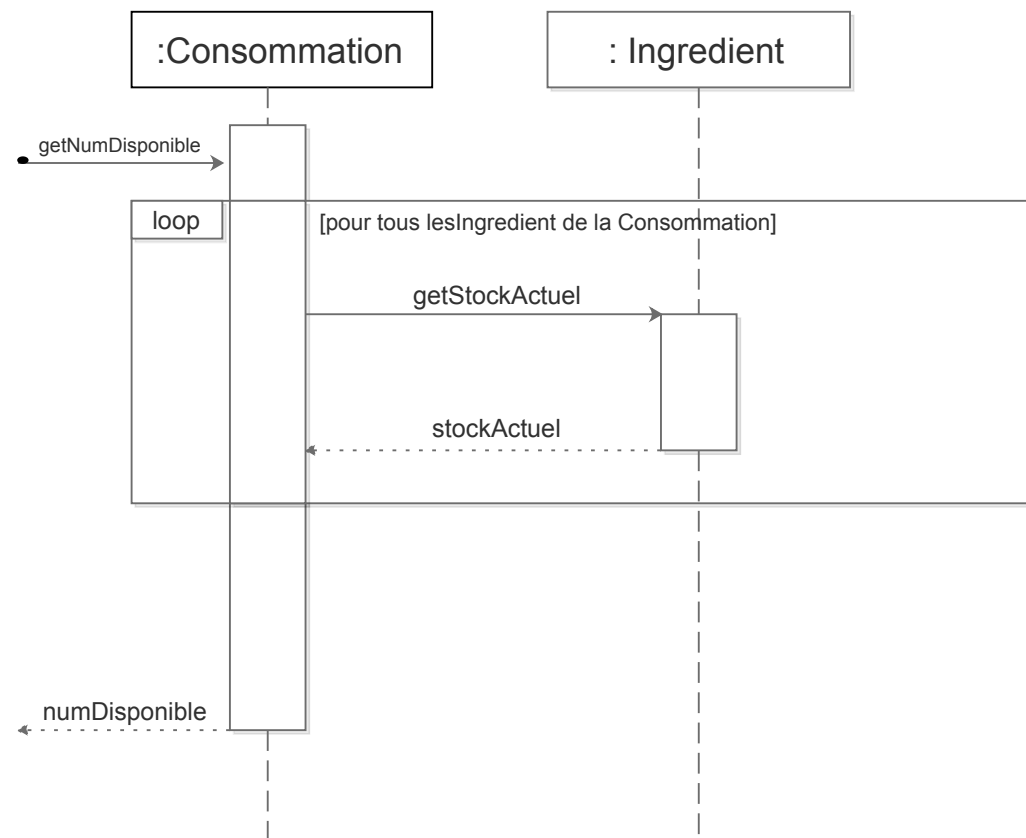 :Consommation
: Ingredient
getNumDisponible
loop
[pour tous lesIngredient de la Consommation]
getStockActuel
stockActuel
numDisponible